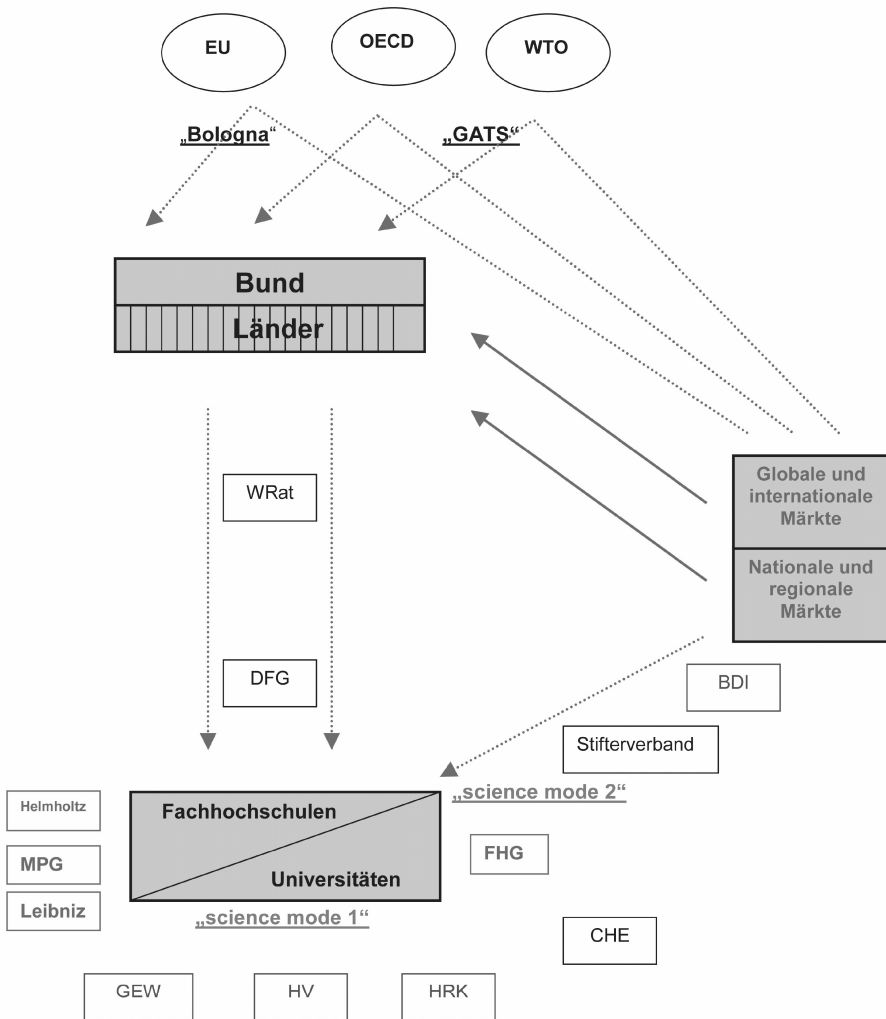 EU
OECD
WTO
„Bologna“
„GATS“
Bund
Länder
Globale und
internationale
Märkte
Nationale und
regionale
Märkte
WRat
DFG
BDI
Stifterverband
„science mode 2“
Helmholtz
MPG
Leibniz
Fachhochschulen
Universitäten
FHG
„science mode 1“
CHE
GEW
HV
HRK